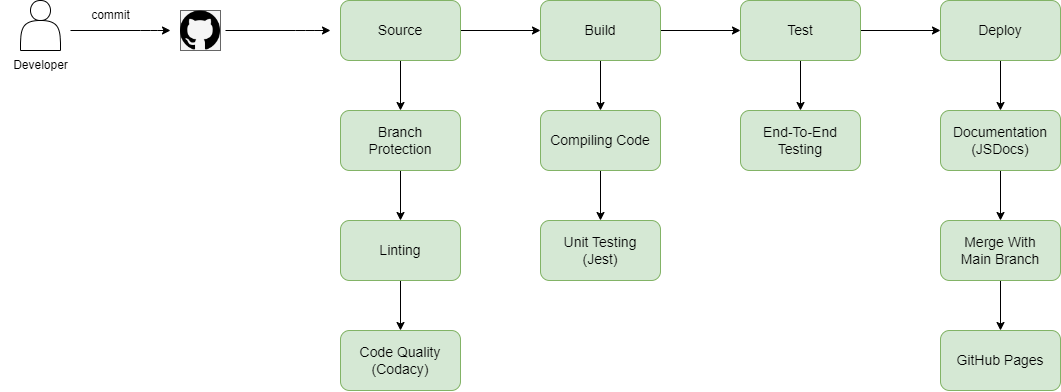 commit
Developer
Source
Build
Test
Deploy
Branch
Protection
Compiling Code
End-To-End
Testing
Documentation
(JSDocs)
Linting
Unit Testing
(Jest)
Merge With
Main Branch
Code Quality
(Codacy)
GitHub Pages